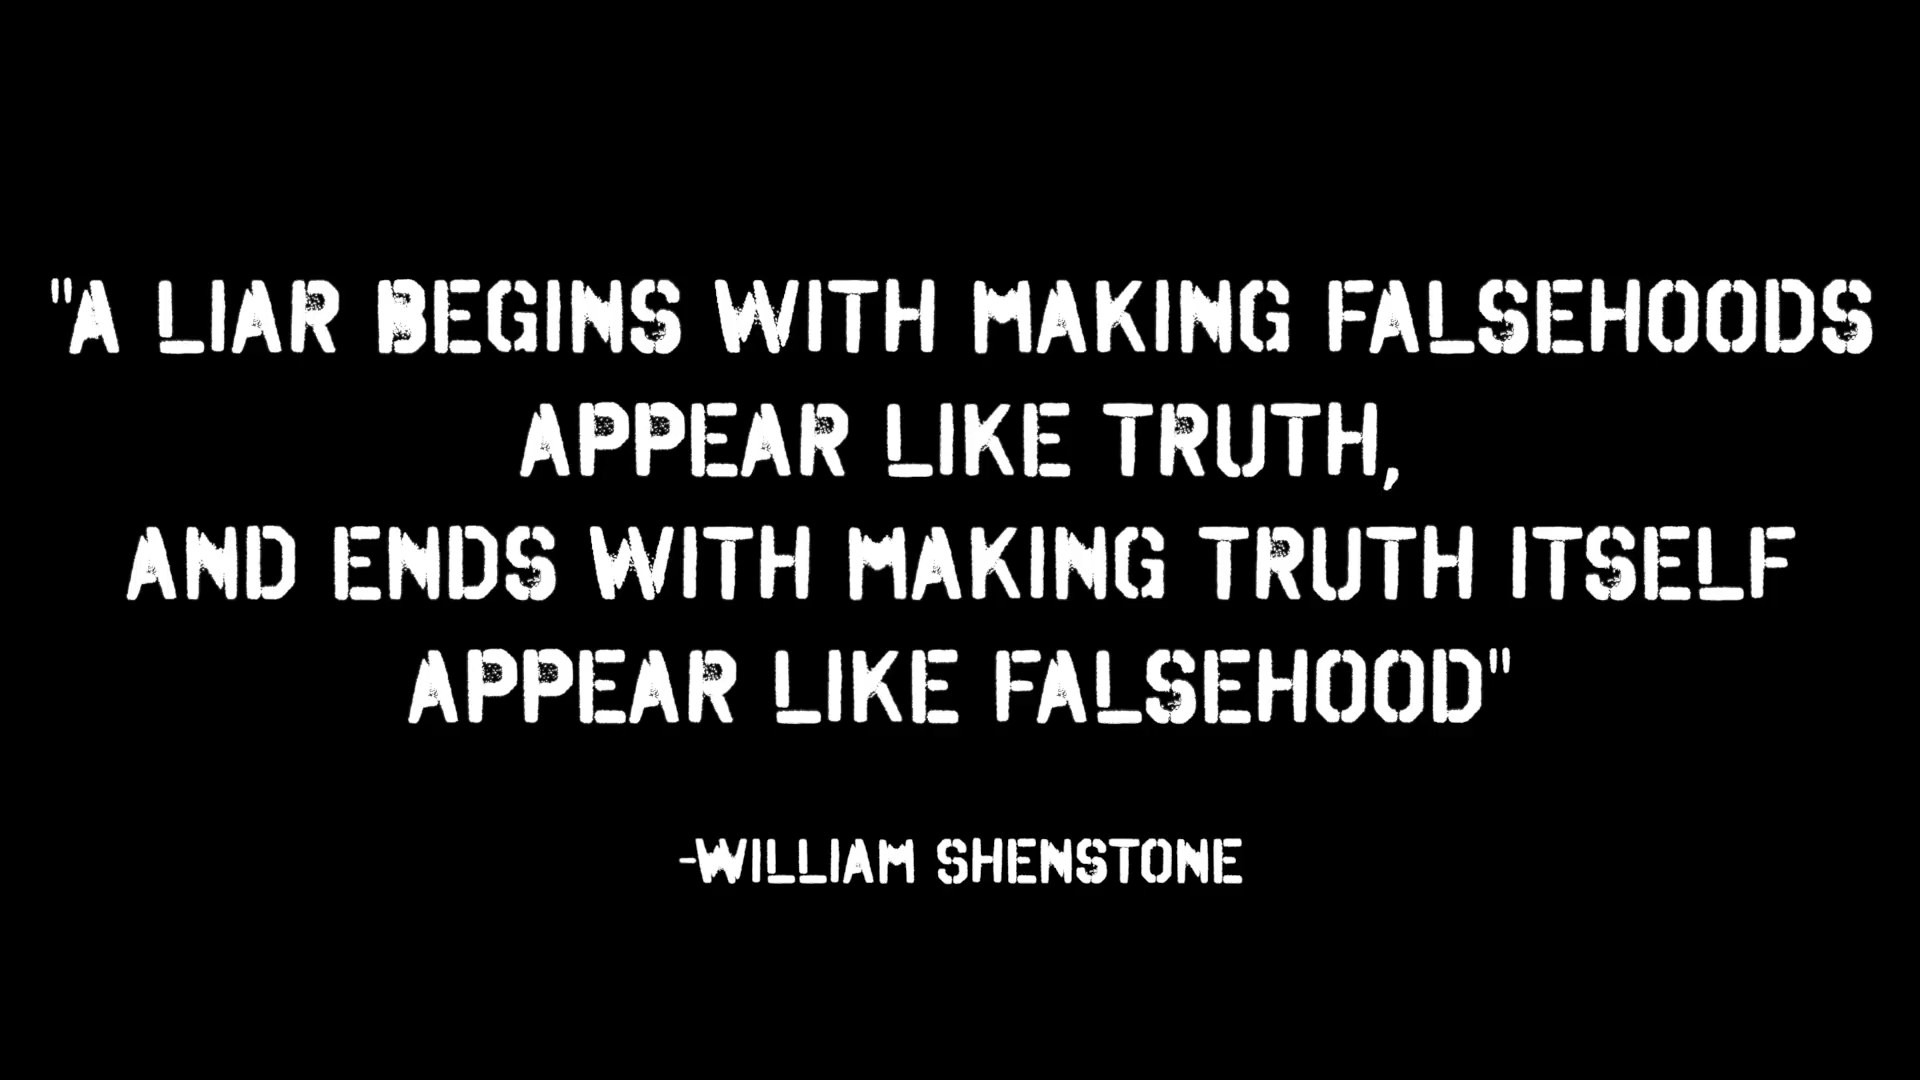 "A LIAR BEGINS WITH MAKING FALSEHOODS
APPEAR LIKE TRUTH,
AND ENDS WITH MAKING TRUTH ITSELF
APPEAR LIKE FALSEHOOD"
-WILLIAM SHENSTONE